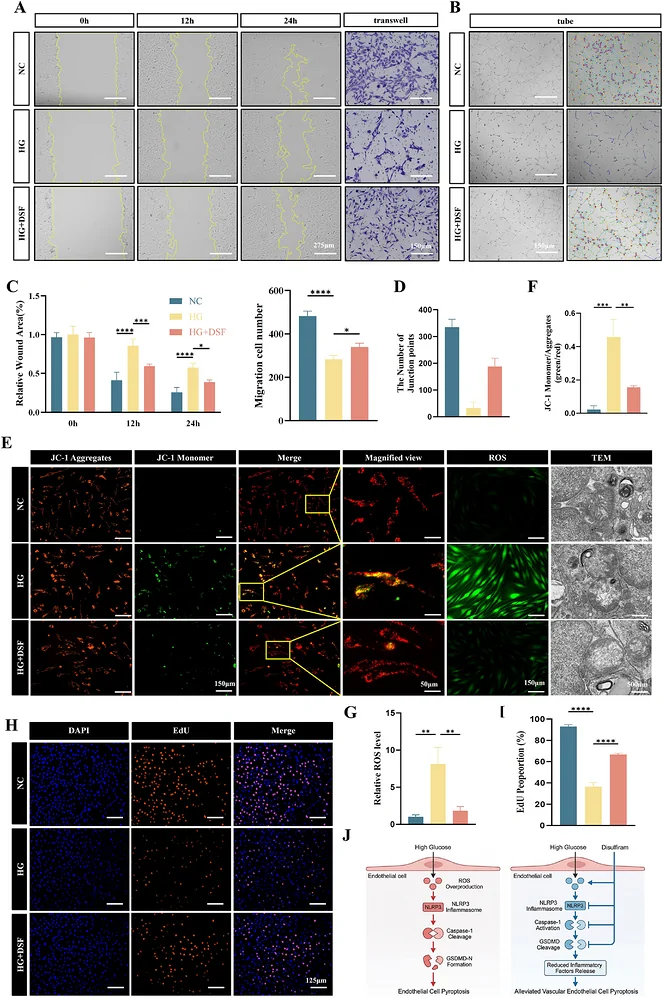 A
0h
12h
24h
transwell
NC
HG
HG+DSF
275μm
150μm
B
tube
NC
HG
HG+DSF
150μm
C
Relative Wound Area(%)
1.5
1.0
0.5
0.0
0h
12h
24h
****
***
****
*
NC
HG
HG+DSF
Migration cell number
600
400
200
0
****
*
D
The Number of
Junction points
400
300
200
100
0
F
JC-1 Monomer/Aggregates
(green/red)
0.6
0.4
0.2
0.0
***
**
E
JC-1 Aggregates
JC-1 Monomer
Merge
Magnified view
ROS
TEM
NC
HG
HG+DSF
150μm
50μm
150μm
500nm
H
DAPI
EdU
Merge
NC
HG
HG+DSF
125μm
G
Relative ROS level
15
10
5
0
**
**
I
EdU Peopeortion (%)
100
80
60
40
20
0
****
****
J
High Glucose
Endothelial cell
ROS
Overproduction
NLRP3
NLRP3
Inflammasome
Caspase-1
Cleavage
GSDMD-N
Formation
Endothelial Cell Pyroptosis
High Glucose
Disulfiram
Endothelial cell
NLRP3
Inflammasome
NLRP3
Caspase-1
Activation
GSDMD
Cleavage
Reduced Inflammatory
Factors Release
Alleviated Vascular Endothelial Cell Pyroptosis